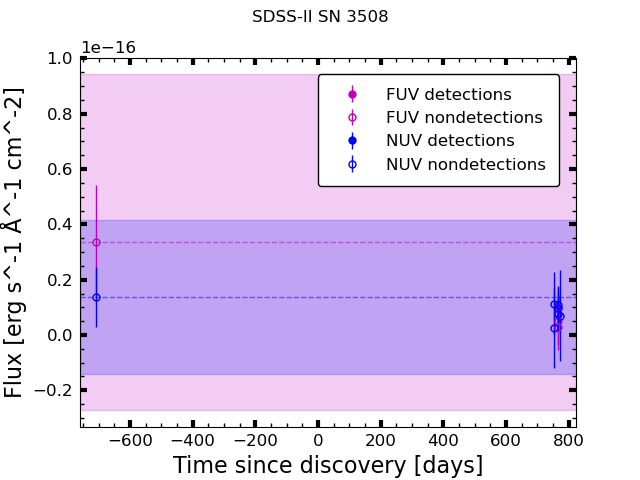 SDSS-II SN 3508
1e−16
1.0
0.8
0.6
0.4
0.2
0.0
−0.2
Flux [erg s^-1 Å^-1 cm^-2]
FUV detections
FUV nondetections
NUV detections
NUV nondetections
−600 −400 −200 0 200 400 600 800
Time since discovery [days]